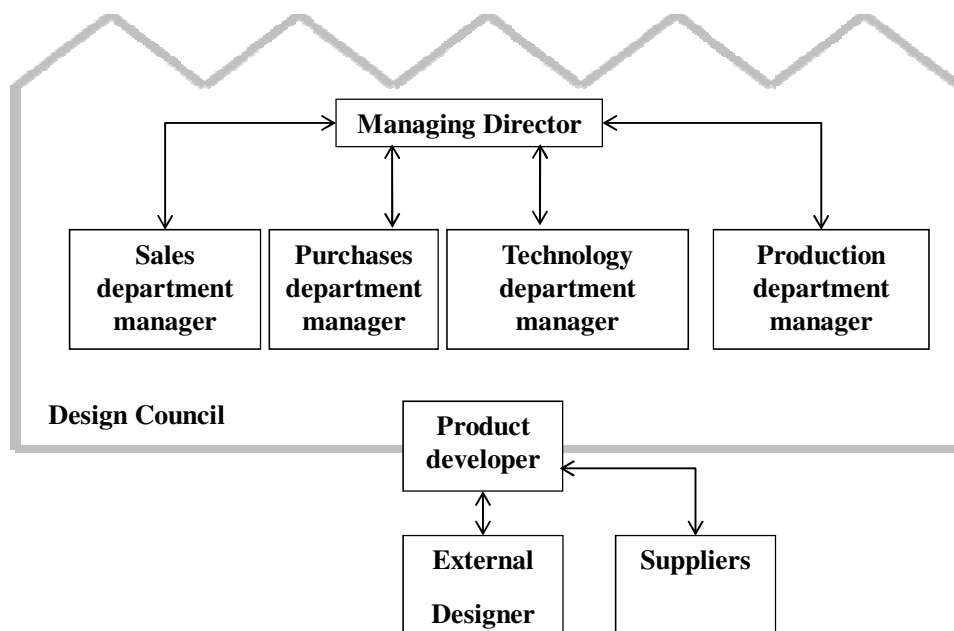 Managing Director
Sales
department
manager
Purchases
department
manager
Technology
department
manager
Production
department
manager
Design Council
Product
developer
External
Designer
Suppliers